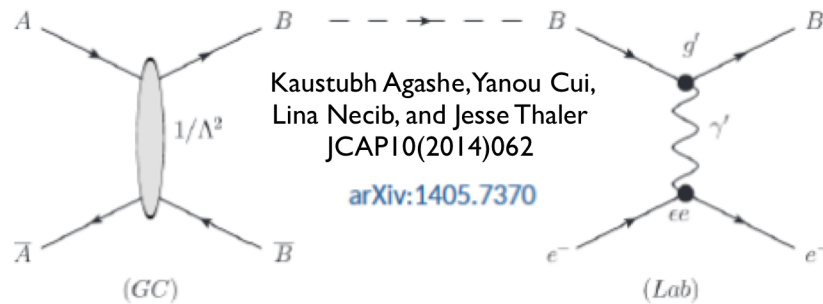 A B B B
g'
Kaustubh Agashe, Yanou Cui,
Lina Necib, and Jesse Thaler
1/Λ² γ'
JCAP10(2014)062
arXiv:1405.7370
ϵe
A̅ B̅ e⁻ e⁻
(GC) (Lab)